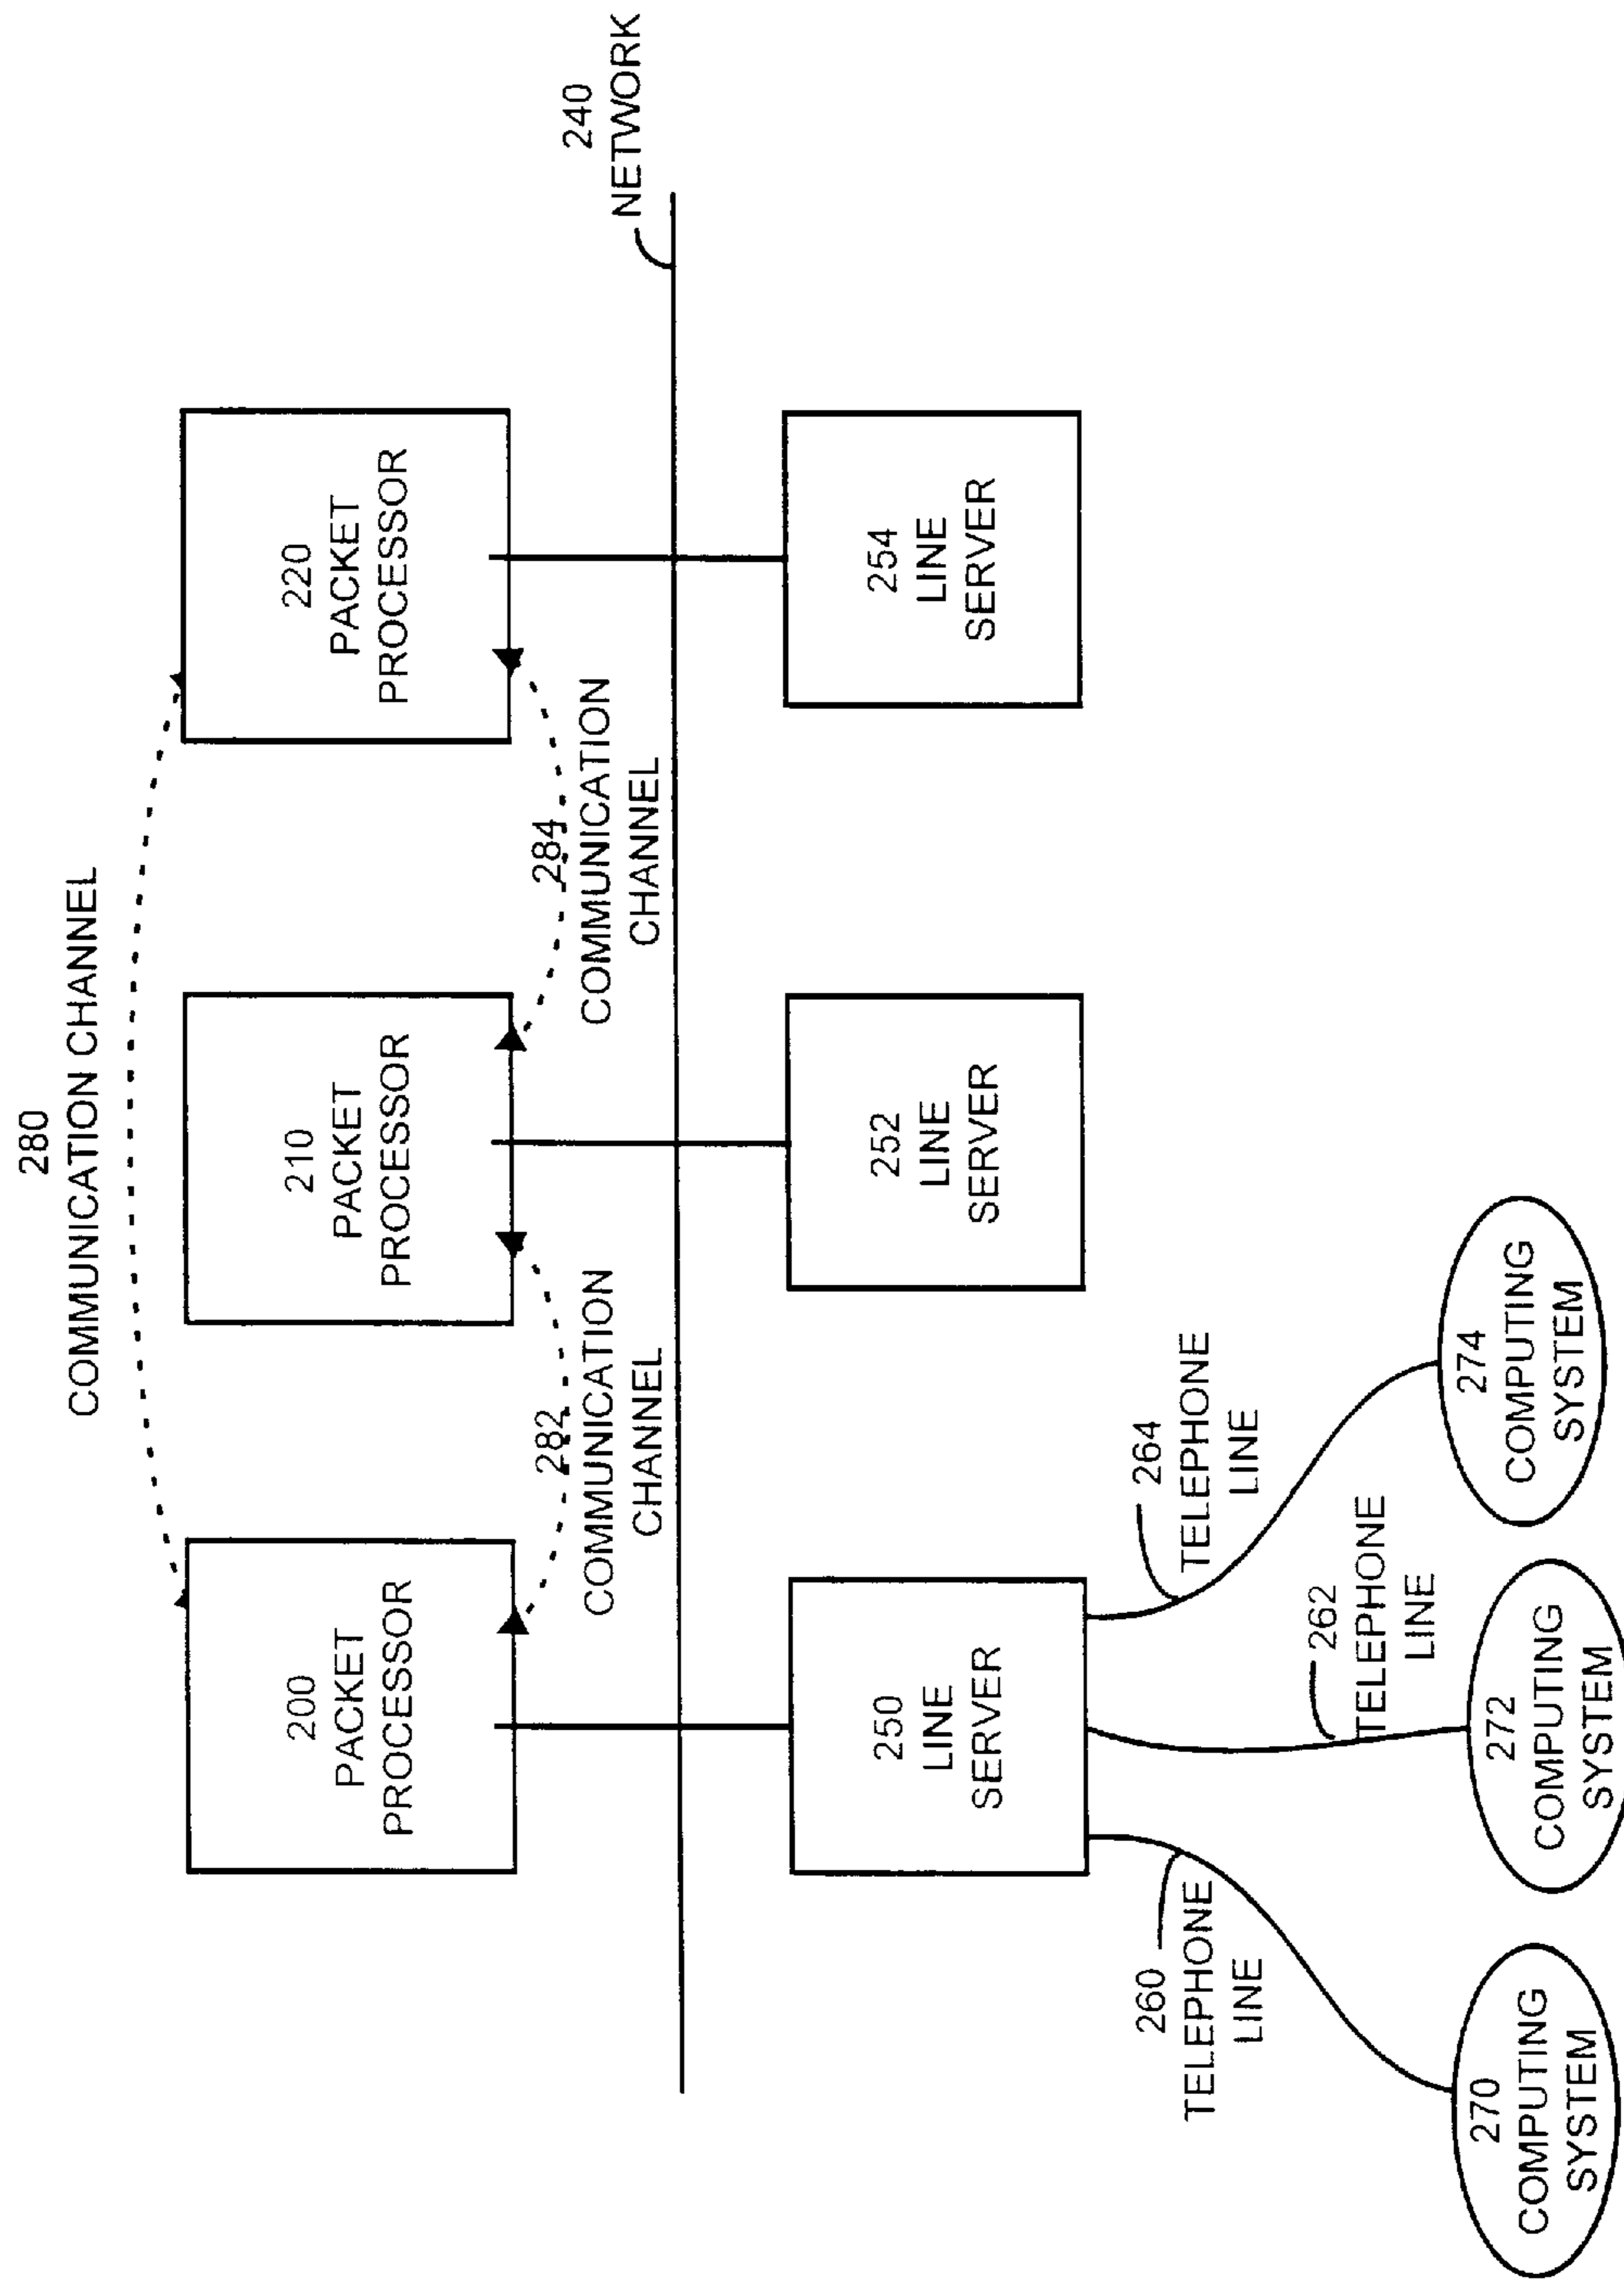 280
COMMUNICATION CHANNEL
200
PACKET
PROCESSOR
210
PACKET
PROCESSOR
220
PACKET
PROCESSOR
282
COMMUNICATION
CHANNEL
284
COMMUNICATION
CHANNEL
240
NETWORK
250
LINE
SERVER
252
LINE
SERVER
254
LINE
SERVER
260
TELEPHONE
LINE
262
TELEPHONE
LINE
264
TELEPHONE
LINE
270
COMPUTING
SYSTEM
272
COMPUTING
SYSTEM
274
COMPUTING
SYSTEM